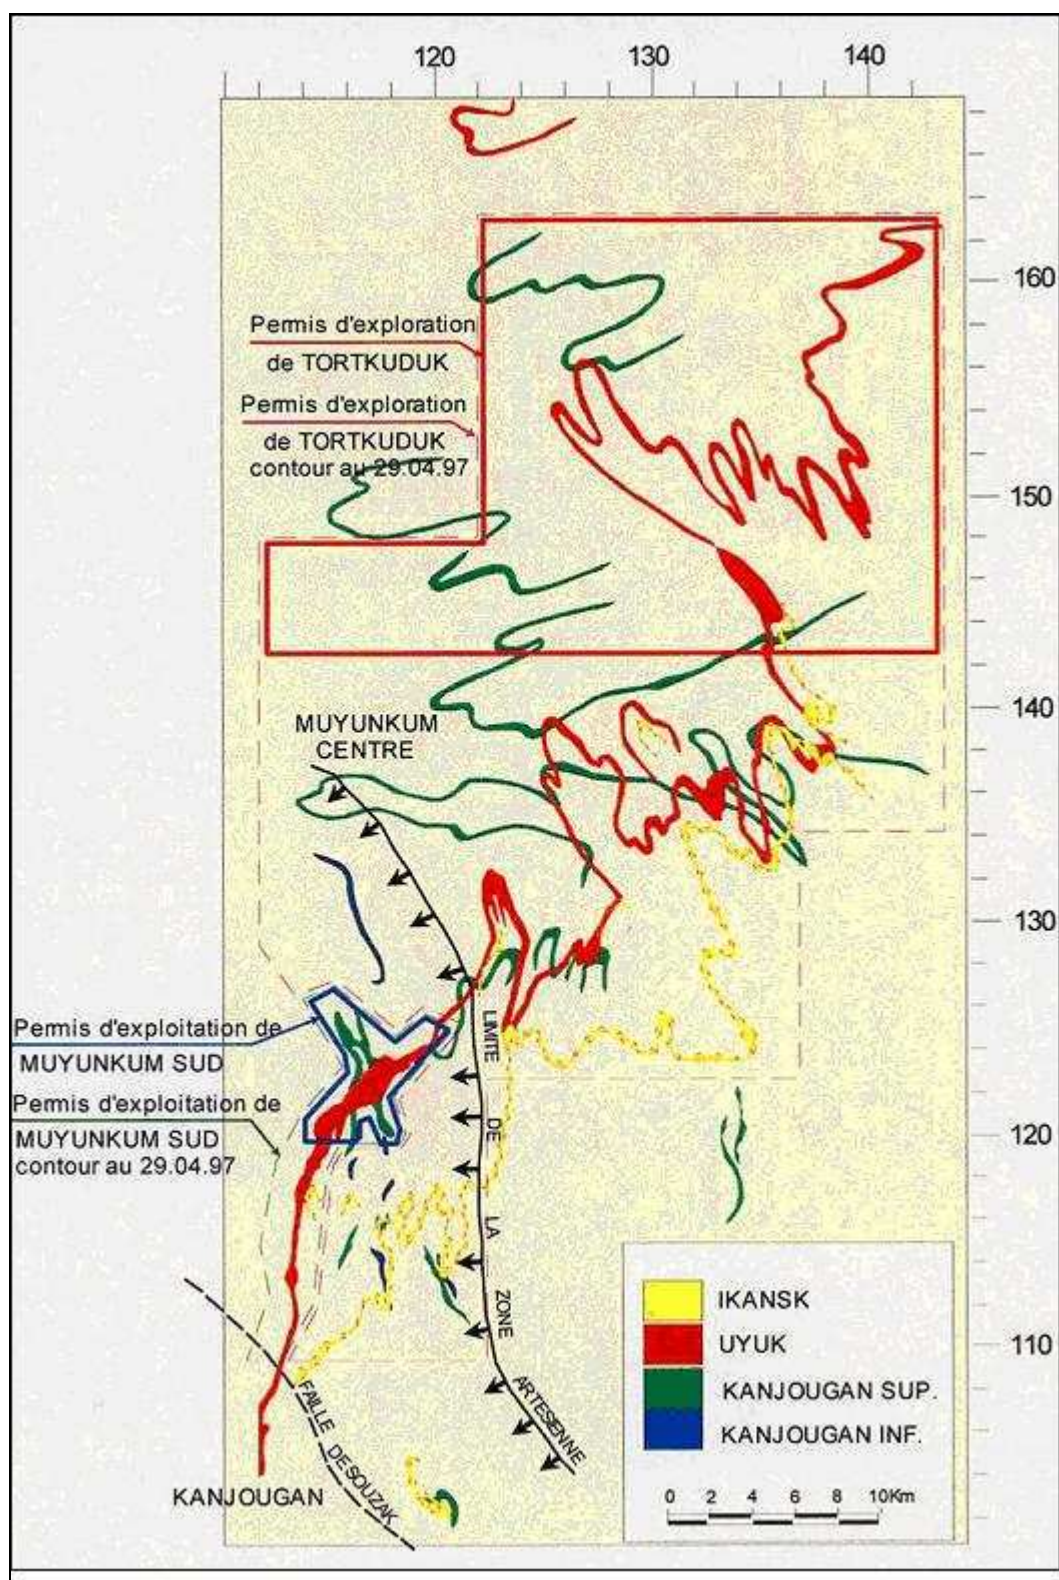 120 130 140
160
Permis d'exploration
de TORTKUDUK
Permis d'exploration
de TORTKUDUK
contour au 29.04.97
150
140
MUYUNKUM
CENTRE
130
Permis d'exploitation de
MUYUNKUM SUD
Permis d'exploitation de
MUYUNKUM SUD
contour au 29.04.97
LIMITE DE LA ZONE ARTESIENNE
120
110
IKANSK
UYUK
KANJOUGAN SUP.
KANJOUGAN INF.
FAILLE DESOUZAK
KANJOUGAN
0 2 4 6 8 10Km